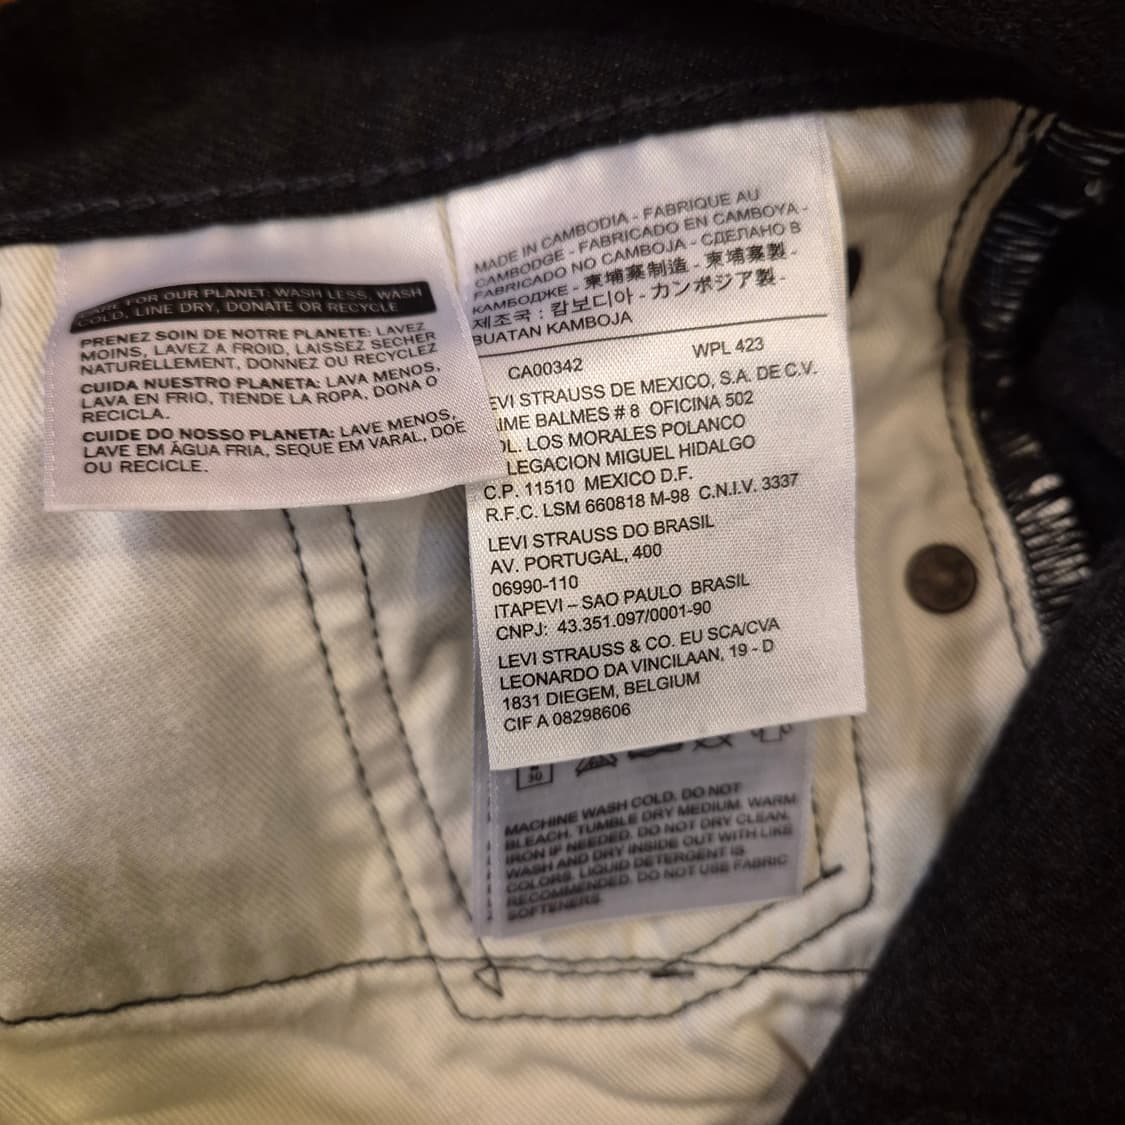 CARE FOR OUR PLANET: WASH LESS, WASH
COLD, LINE DRY, DONATE OR RECYCLE
PRENEZ SOIN DE NOTRE PLANETE: LAVEZ
MOINS, LAVEZ A FROID, LAISSEZ SECHER
NATURELLEMENT, DONNEZ OU RECYCLEZ
CUIDA NUESTRO PLANETA: LAVA MENOS,
LAVA EN FRIO, TIENDE LA ROPA, DONA O
RECICLA.
CUIDE DO NOSSO PLANETA: LAVE MENOS,
LAVE EM ÁGUA FRIA, SEQUE EM VARAL, DOE
OU RECICLE.
MADE IN CAMBODIA - FABRIQUE AU
CAMBODGE - FABRICADO EN CAMBOYA -
FABRICADO NO CAMBOJA - СДЕЛАНО В
КАМБОДЖЕ - 柬埔寨制造 - 柬埔寨製 -
제조국 : 캄보디아 - カンボジア製 -
BUATAN KAMBOJA
CA00342 WPL 423
EVI STRAUSS DE MEXICO, S.A. DE C.V.
IME BALMES # 8 OFICINA 502
OL. LOS MORALES POLANCO
LEGACION MIGUEL HIDALGO
C.P. 11510 MEXICO D.F.
R.F.C. LSM 660818 M-98 C.N.I.V. 3337
LEVI STRAUSS DO BRASIL
AV. PORTUGAL, 400
06990-110
ITAPEVI – SAO PAULO BRASIL
CNPJ: 43.351.097/0001-90
LEVI STRAUSS & CO. EU SCA/CVA
LEONARDO DA VINCILAAN, 19 - D
1831 DIEGEM, BELGIUM
CIF A 08298606
30
MACHINE WASH COLD. DO NOT
BLEACH. TUMBLE DRY MEDIUM. WARM
IRON IF NEEDED. DO NOT DRY CLEAN.
WASH AND DRY INSIDE OUT WITH LIKE
COLORS. LIQUID DETERGENT IS
RECOMMENDED. DO NOT USE FABRIC
SOFTENERS.